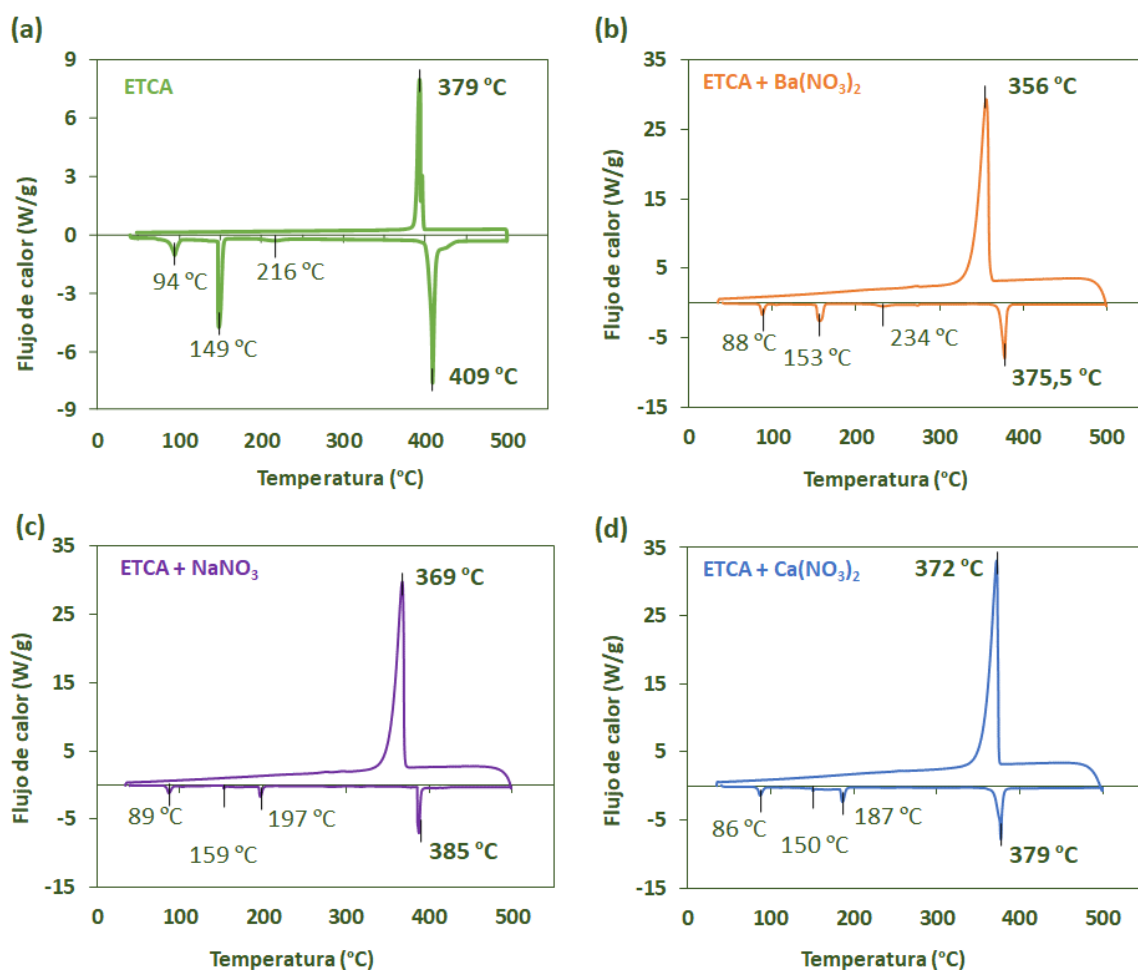 (a)
ETCA
379 ºC
94 ºC
216 ºC
149 ºC
409 ºC
9
6
3
0
-3
-6
-9
0 100 200 300 400 500
Flujo de calor (W/g)
Temperatura (ºC)
(b)
ETCA + Ba(NO3)2
356 ºC
88 ºC
153 ºC
234 ºC
375,5 ºC
35
25
15
5
-5
-15
0 100 200 300 400 500
Flujo de calor (W/g)
Temperatura (ºC)
(c)
ETCA + NaNO3
369 ºC
89 ºC
159 ºC
197 ºC
385 ºC
35
25
15
5
-5
-15
0 100 200 300 400 500
Flujo de calor (W/g)
Temperatura (ºC)
(d)
ETCA + Ca(NO3)2
372 ºC
86 ºC
150 ºC
187 ºC
379 ºC
35
25
15
5
-5
-15
0 100 200 300 400 500
Flujo de calor (W/g)
Temperatura (ºC)